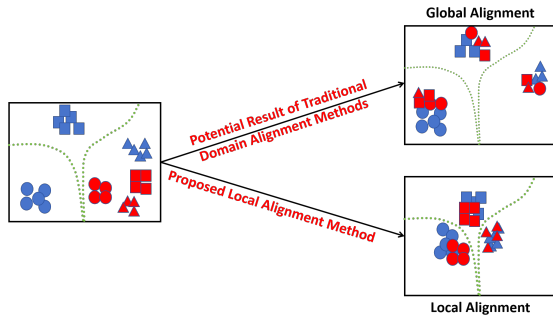 Global Alignment
Potential Result of Traditional
Domain Alignment Methods
Proposed Local Alignment Method
Local Alignment